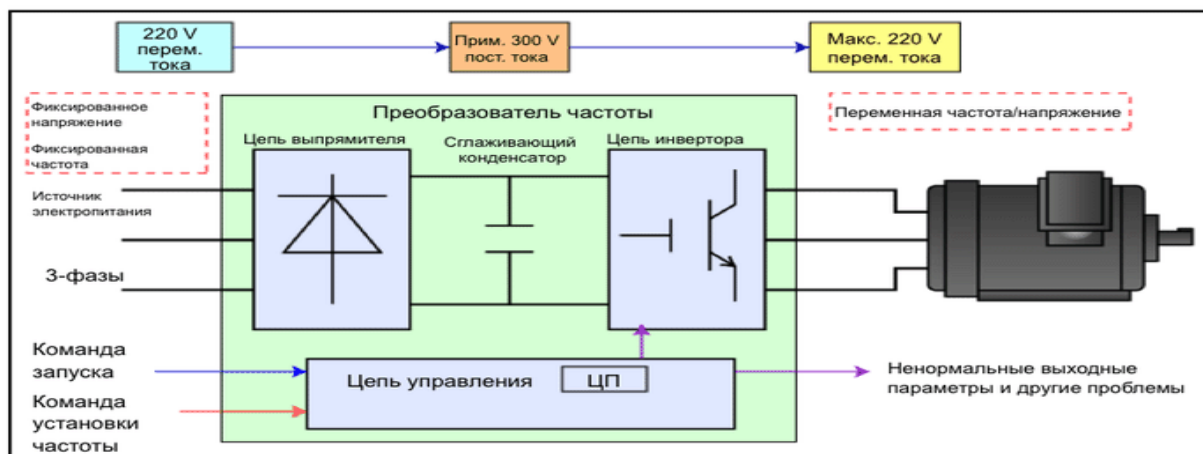 220 V
перем.
тока
Прим. 300 V
пост. тока
Макс. 220 V
перем. тока
Фиксированное
напряжение
Фиксированная
частота
Преобразователь частоты
Переменная частота/напряжение
Цепь выпрямителя
Сглаживающий
конденсатор
Цепь инвертора
Источник
электропитания
3-фазы
Команда
запуска
Команда
установки
частоты
Цепь управления
ЦП
Ненормальные выходные
параметры и другие проблемы